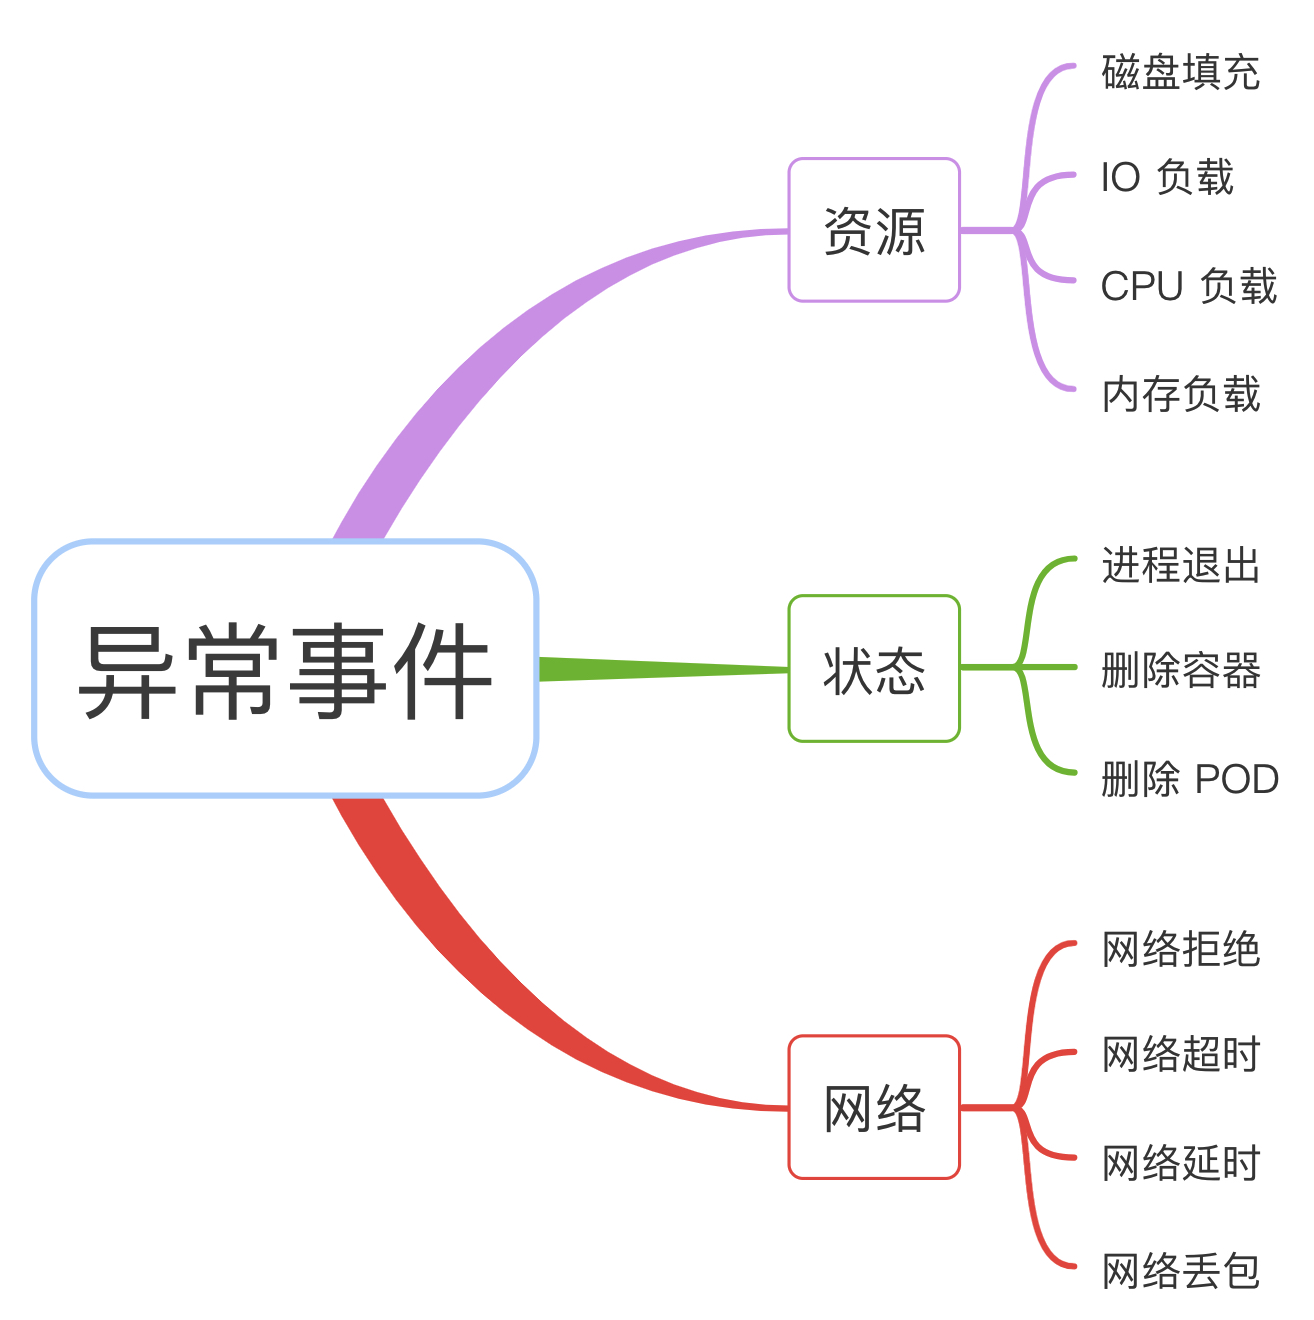 异常事件
资源
磁盘填充
IO 负载
CPU 负载
内存负载
状态
进程退出
删除容器
删除 POD
网络
网络拒绝
网络超时
网络延时
网络丢包